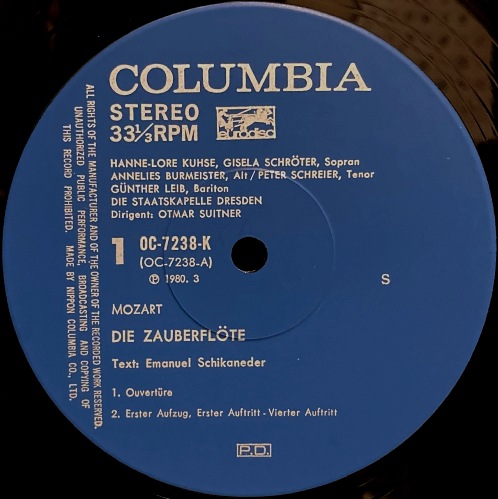 COLUMBIA
STEREO
33⅓RPM
eurodisc
HANNE-LORE KUHSE, GISELA SCHRÖTER, Sopran
ANNELIES BURMEISTER, Alt/PETER SCHREIER, Tenor
GÜNTHER LEIB, Bariton
DIE STAATSKAPELLE DRESDEN
Dirigent: OTMAR SUITNER
1 OC-7238-K
(OC-7238-A)
Ⓟ 1980. 3
S
MOZART
DIE ZAUBERFLÖTE
Text: Emanuel Schikaneder
1. Ouvertüre
2. Erster Aufzug, Erster Auftritt - Vierter Auftritt
P.D.
ALL RIGHTS OF THE MANUFACTURER AND OF THE OWNER OF THE RECORDED WORK RESERVED.
UNAUTHORIZED PUBLIC PERFORMANCE, BROADCASTING AND COPYING OF
THIS RECORD PROHIBITED. MADE BY NIPPON COLUMBIA CO., LTD.